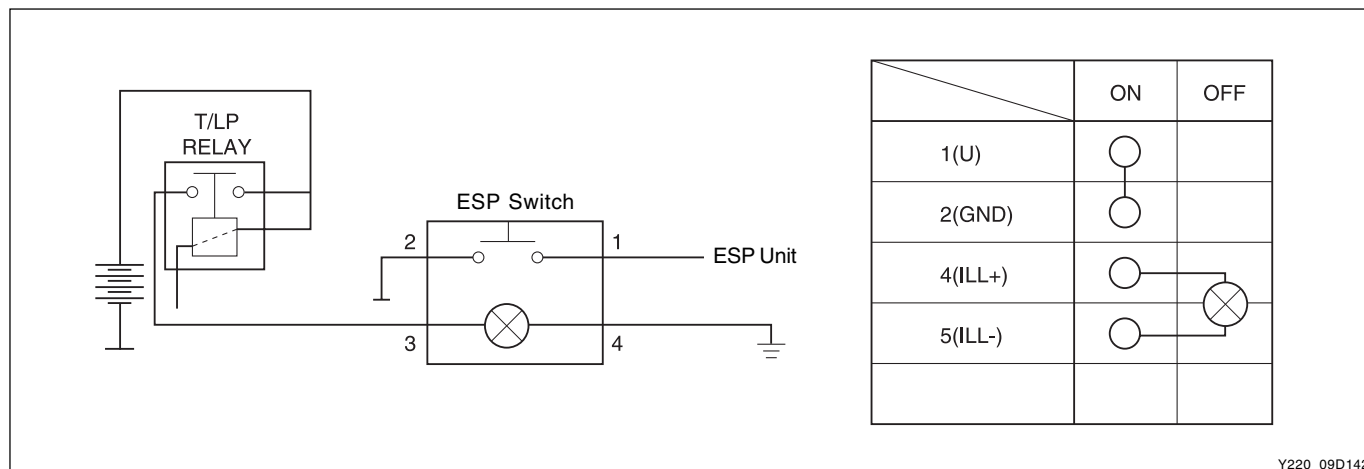 T/LP
RELAY
ESP Switch
2
1
ESP Unit
3
4
ON OFF
1(U)
2(GND)
4(ILL+)
5(ILL-)
Y220_09D142